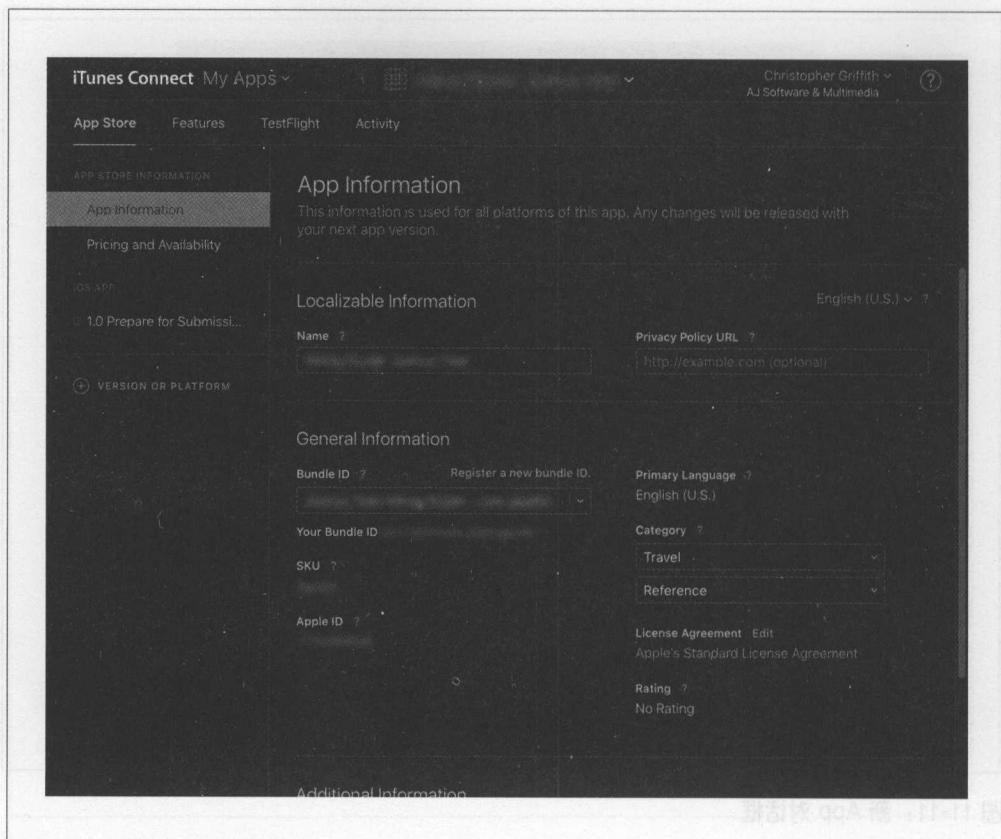 iTunes Connect My Apps
Christopher Griffith
AJ Software & Multimedia
?
App Store Features TestFlight Activity
APP STORE INFORMATION
App Information
Pricing and Availability
iOS APP
1.0 Prepare for Submissi...
VERSION OR PLATFORM
App Information
This information is used for all platforms of this app. Any changes will be released with
your next app version.
Localizable Information
English (U.S.) ?
Name ?
Privacy Policy URL ?
http://example.com (optional)
General Information
Bundle ID ?
Register a new bundle ID.
Your Bundle ID
SKU ?
Apple ID ?
Primary Language ?
English (U.S.)
Category ?
Travel
Reference
License Agreement Edit
Apple's Standard License Agreement
Rating ?
No Rating
Additional Information
图 11-11：新 App 对话框